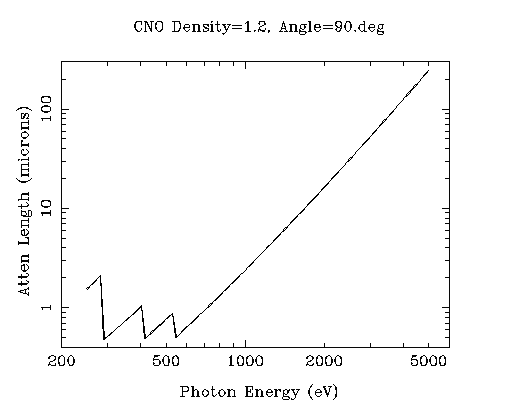 CNO Density=1.2, Angle=90.deg
Atten Length (microns)
100
10
1
200
500
1000
2000
5000
Photon Energy (eV)